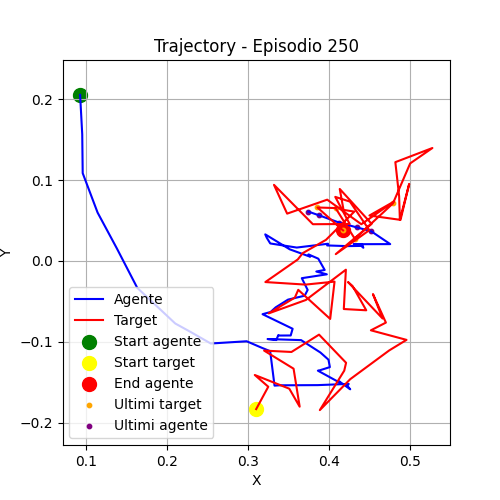 Trajectory - Episodio 250
0.2
0.1
0.0
−0.1
−0.2
Y
Agente
Target
Start agente
Start target
End agente
Ultimi target
Ultimi agente
0.1 0.2 0.3 0.4 0.5
X